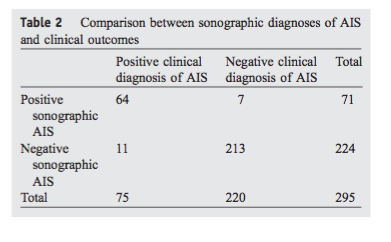 Table 2 Comparison between sonographic diagnoses of AIS
and clinical outcomes
Positive clinical Negative clinical Total
diagnosis of AIS diagnosis of AIS
Positive 64 7 71
sonographic
AIS
Negative 11 213 224
sonographic
AIS
Total 75 220 295